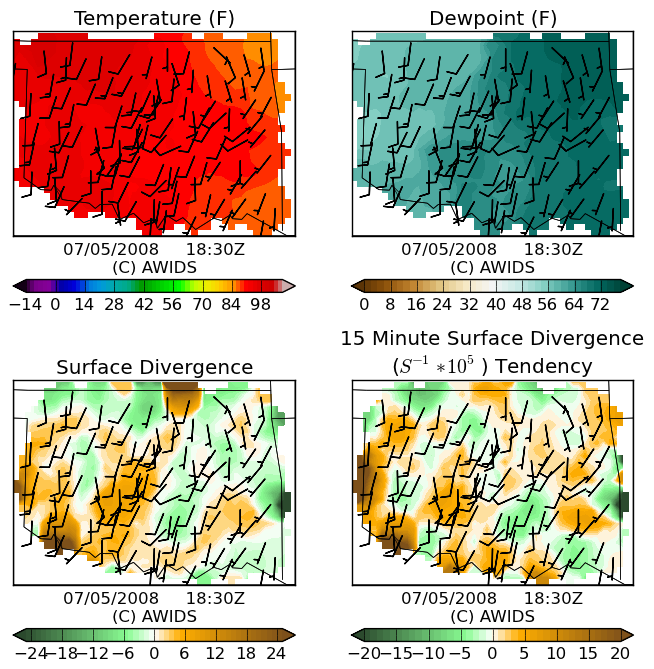 Temperature (F)
Dewpoint (F)
07/05/2008 18:30Z
(C) AWIDS
07/05/2008 18:30Z
(C) AWIDS
−14 0 14 28 42 56 70 84 98
0 8 16 24 32 40 48 56 64 72
Surface Divergence
15 Minute Surface Divergence
(S⁻¹ *10⁵ ) Tendency
07/05/2008 18:30Z
(C) AWIDS
07/05/2008 18:30Z
(C) AWIDS
−24 −18 −12 −6 0 6 12 18 24
−20 −15 −10 −5 0 5 10 15 20